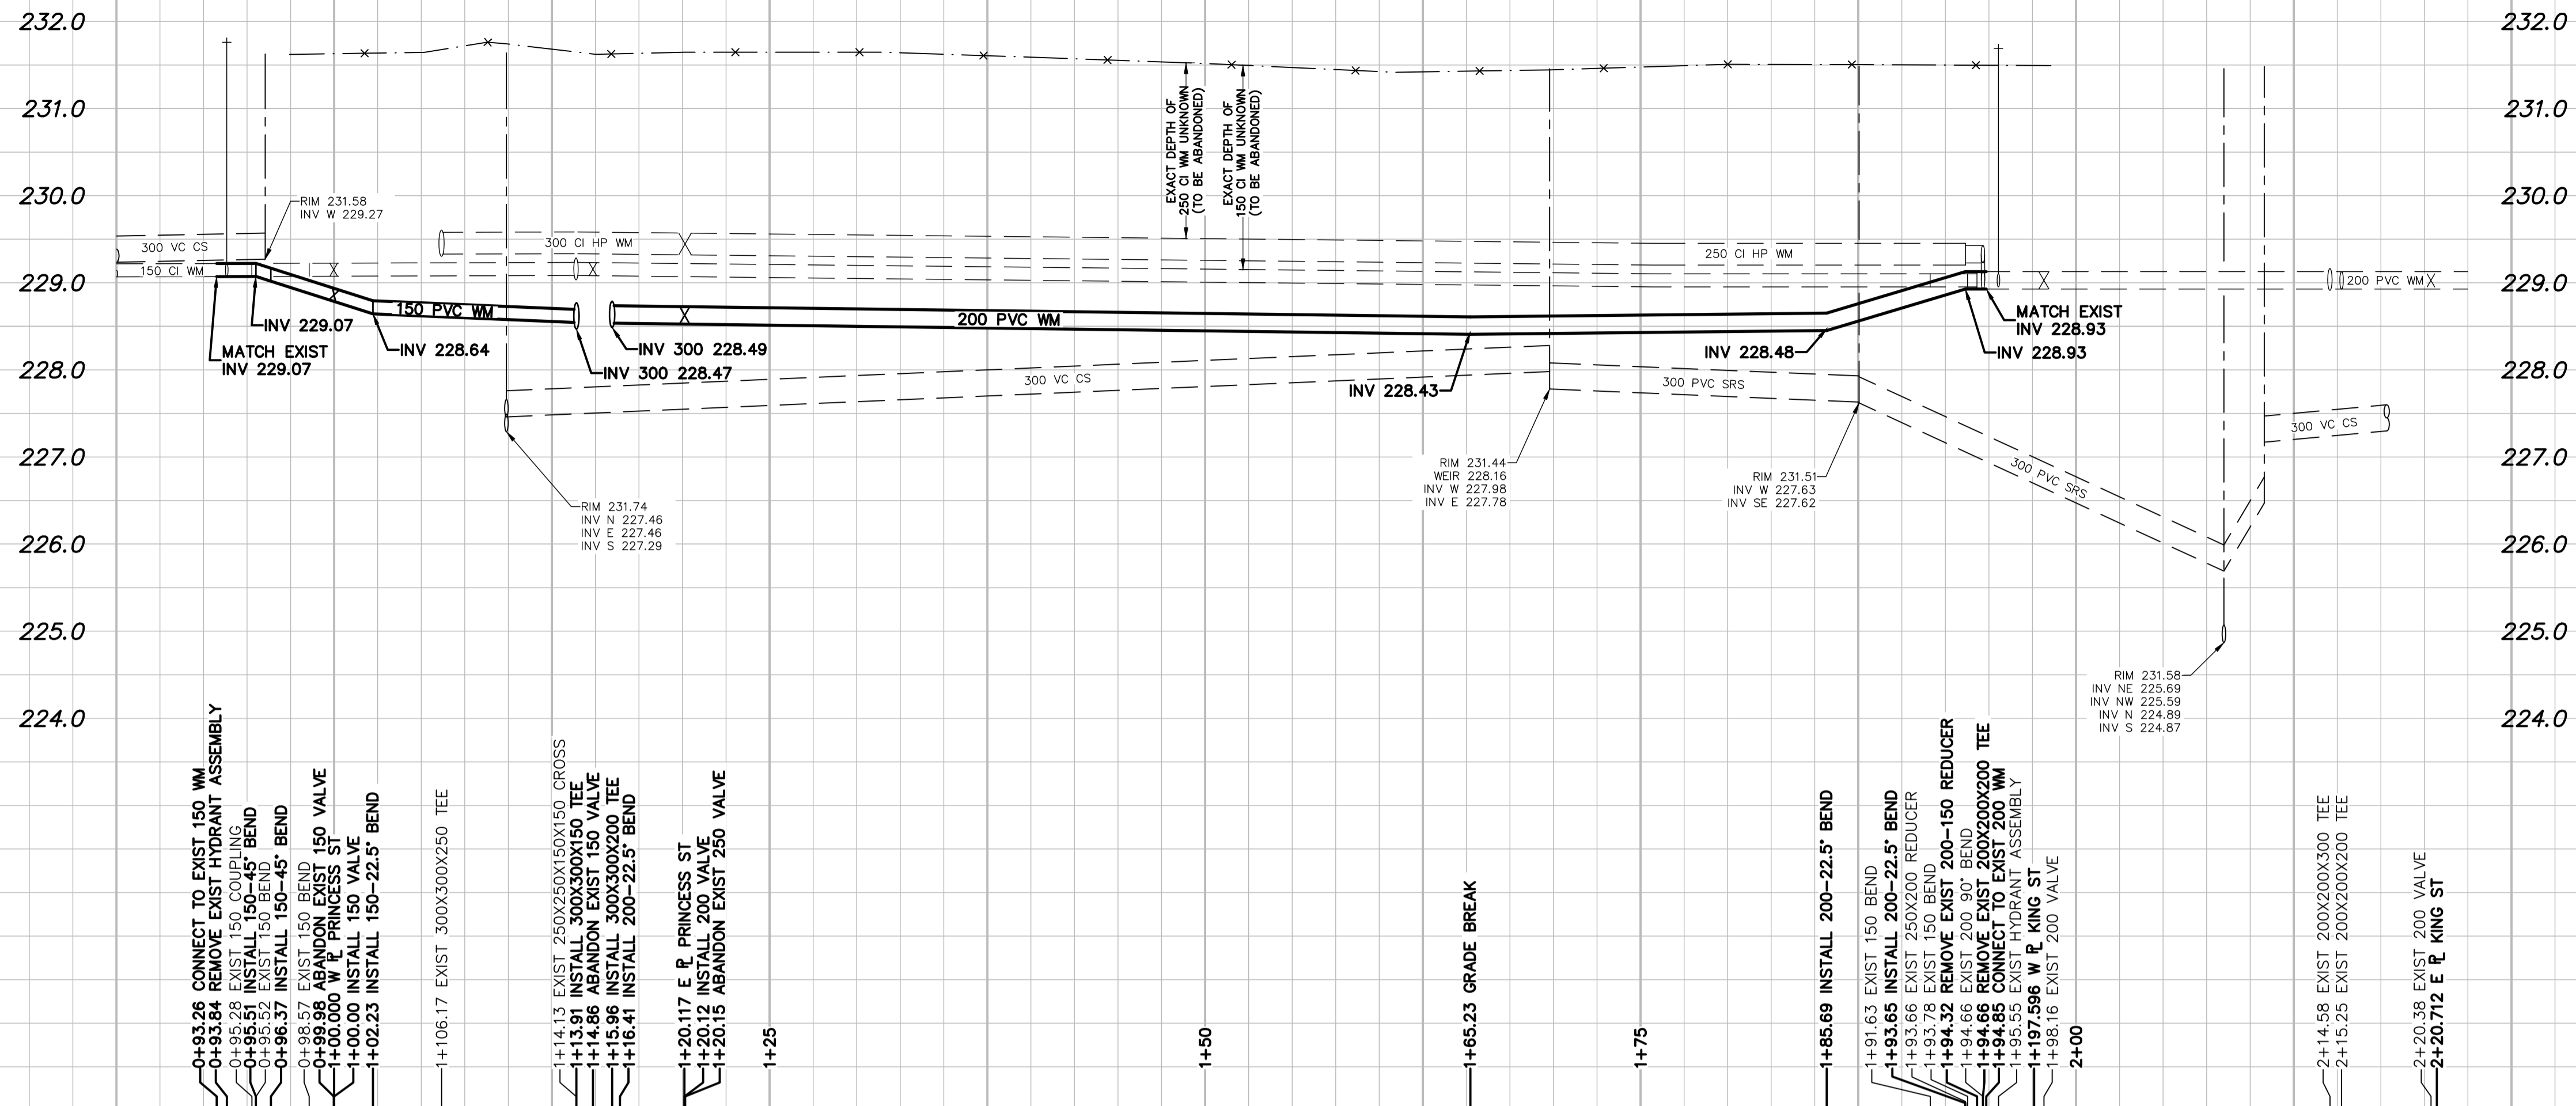 232.0
232.0
231.0
231.0
230.0
230.0
229.0
229.0
228.0
228.0
227.0
227.0
226.0
226.0
225.0
225.0
224.0
224.0
RIM 231.58
INV W 229.27
300 VC CS
150 CI WM
300 CI HP WM
EXACT DEPTH OF
250 CI WM UNKNOWN
(TO BE ABANDONED)
EXACT DEPTH OF
150 CI WM UNKNOWN
(TO BE ABANDONED)
250 CI HP WM
200 PVC WM
150 PVC WM
200 PVC WM
INV 229.07
MATCH EXIST
INV 229.07
INV 228.64
INV 300 228.49
INV 300 228.47
300 VC CS
INV 228.43
INV 228.48
300 PVC SRS
MATCH EXIST
INV 228.93
INV 228.93
300 VC CS
300 PVC SRS
RIM 231.74
INV N 227.46
INV E 227.46
INV S 227.29
RIM 231.44
WEIR 228.16
INV W 227.98
INV E 227.78
RIM 231.51
INV W 227.63
INV SE 227.62
RIM 231.58
INV NE 225.69
INV NW 225.59
INV N 224.89
INV S 224.87
0+93.26 CONNECT TO EXIST 150 WM
0+93.84 REMOVE EXIST HYDRANT ASSEMBLY
0+95.28 EXIST 150 COUPLING
0+95.51 INSTALL 150-45° BEND
0+95.52 EXIST 150 BEND
0+96.37 INSTALL 150-45° BEND
0+98.57 EXIST 150 BEND
0+99.98 ABANDON EXIST 150 VALVE
1+00.000 W PL PRINCESS ST
1+00.00 INSTALL 150 VALVE
1+02.23 INSTALL 150-22.5° BEND
1+106.17 EXIST 300X300X250 TEE
1+14.13 EXIST 250X250X150X150 CROSS
1+13.91 INSTALL 300X300X150 TEE
1+14.86 ABANDON EXIST 150 VALVE
1+15.96 INSTALL 300X300X200 TEE
1+16.41 INSTALL 200-22.5° BEND
1+20.117 E PL PRINCESS ST
1+20.12 INSTALL 200 VALVE
1+20.15 ABANDON EXIST 250 VALVE
1+25
1+50
1+65.23 GRADE BREAK
1+75
1+85.69 INSTALL 200-22.5° BEND
1+91.63 EXIST 150 BEND
1+93.65 INSTALL 200-22.5° BEND
1+93.66 EXIST 250X200 REDUCER
1+93.78 EXIST 150 BEND
1+94.32 REMOVE EXIST 200-150 REDUCER
1+94.66 EXIST 200 90° BEND
1+94.66 REMOVE EXIST 200X200X200 TEE
1+94.85 CONNECT TO EXIST 200 WM
1+95.55 EXIST HYDRANT ASSEMBLY
1+197.596 W PL KING ST
1+98.16 EXIST 200 VALVE
2+00
2+14.58 EXIST 200X200X300 TEE
2+15.25 EXIST 200X200X200 TEE
2+20.38 EXIST 200 VALVE
2+20.712 E PL KING ST